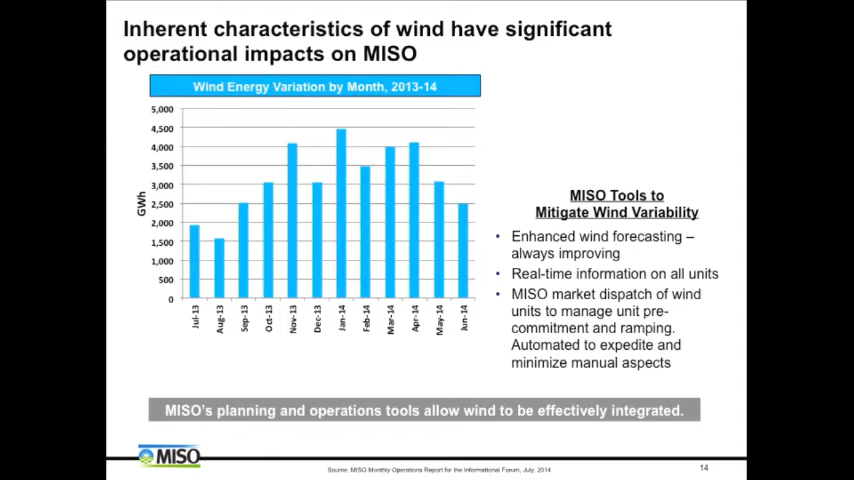 Inherent characteristics of wind have significant
operational impacts on MISO
Wind Energy Variation by Month, 2013-14
5,000
4,500
4,000
3,500
3,000
2,500
2,000
1,500
1,000
500
0
GWh
Jul-13
Aug-13
Sep-13
Oct-13
Nov-13
Dec-13
Jan-14
Feb-14
Mar-14
Apr-14
May-14
Jun-14
MISO Tools to
Mitigate Wind Variability
• Enhanced wind forecasting –
always improving
• Real-time information on all units
• MISO market dispatch of wind
units to manage unit pre-
commitment and ramping.
Automated to expedite and
minimize manual aspects
MISO's planning and operations tools allow wind to be effectively integrated.
MISO
Source: MISO Monthly Operations Report for the Informational Forum, July, 2014
14